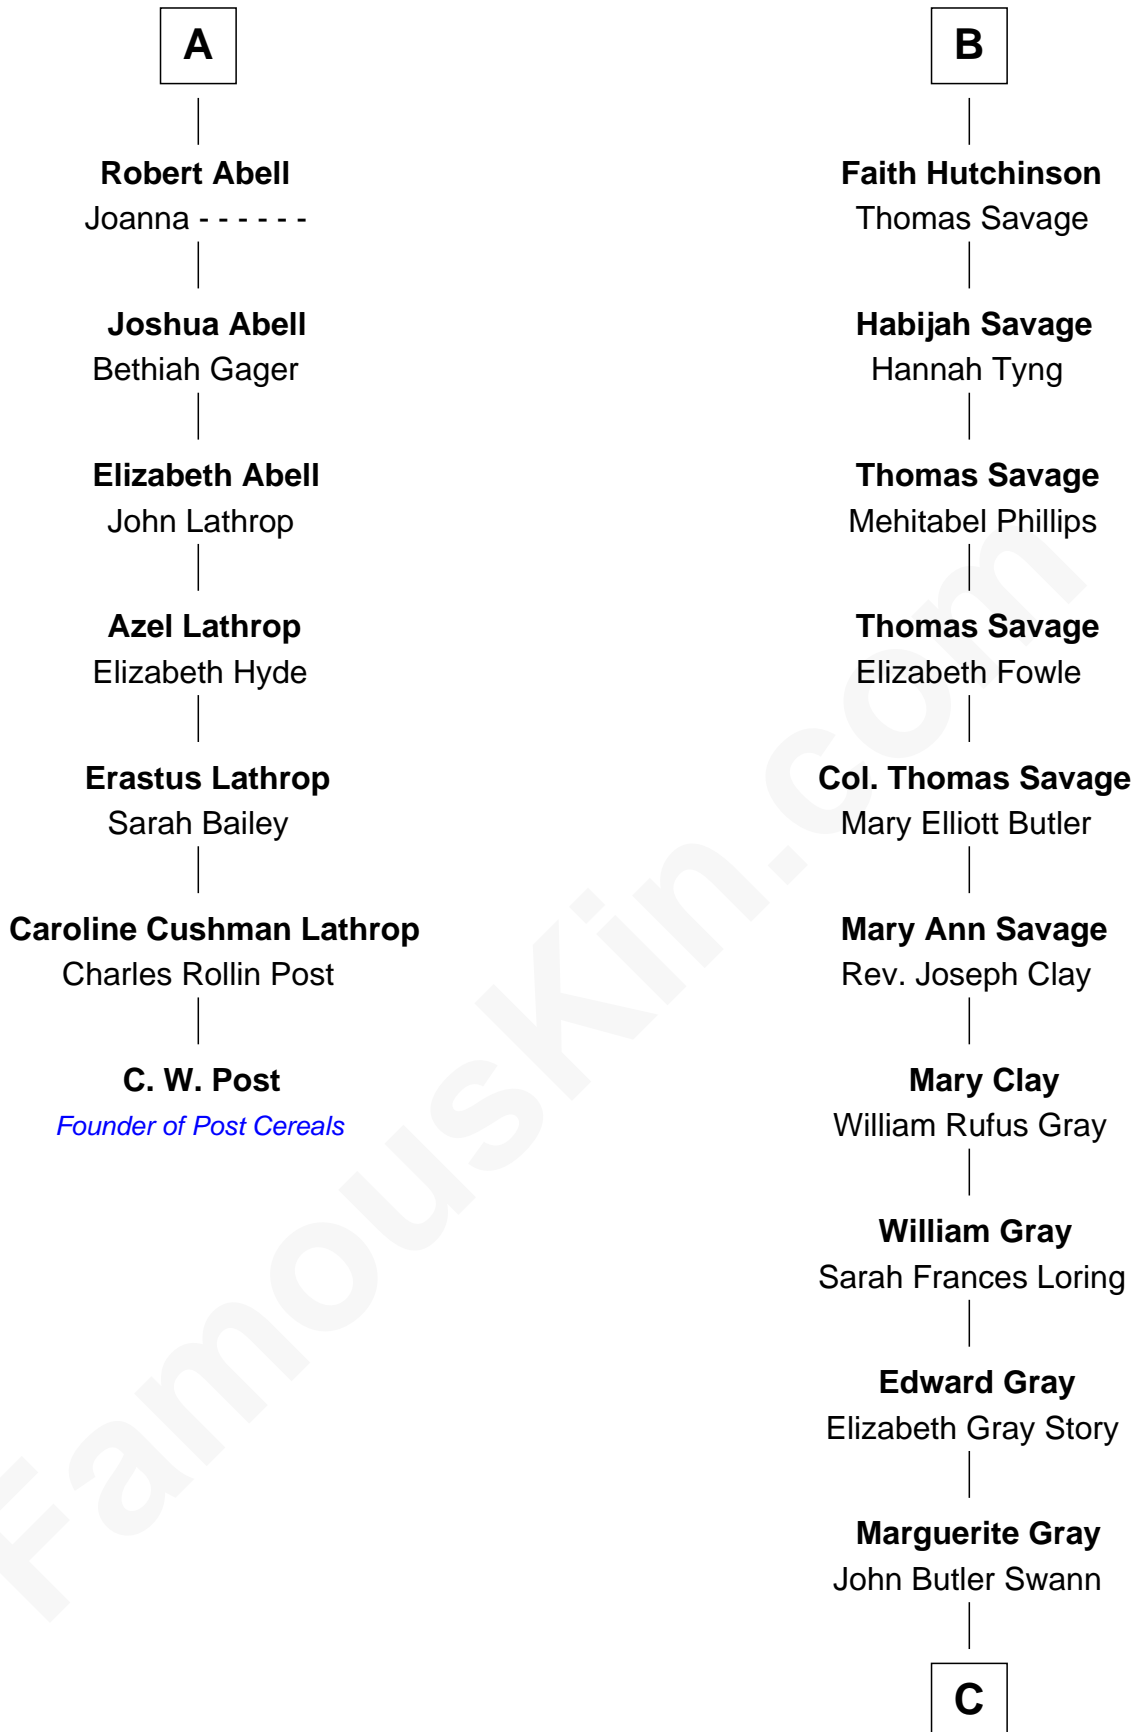 A
Robert Abell
Joanna - - - - - -
Joshua Abell
Bethiah Gager
Elizabeth Abell
John Lathrop
Azel Lathrop
Elizabeth Hyde
Erastus Lathrop
Sarah Bailey
Caroline Cushman Lathrop
Charles Rollin Post
C. W. Post
Founder of Post Cereals
B
Faith Hutchinson
Thomas Savage
Habijah Savage
Hannah Tyng
Thomas Savage
Mehitabel Phillips
Thomas Savage
Elizabeth Fowle
Col. Thomas Savage
Mary Elliott Butler
Mary Ann Savage
Rev. Joseph Clay
Mary Clay
William Rufus Gray
William Gray
Sarah Frances Loring
Edward Gray
Elizabeth Gray Story
Marguerite Gray
John Butler Swann
C
FamousKin.com